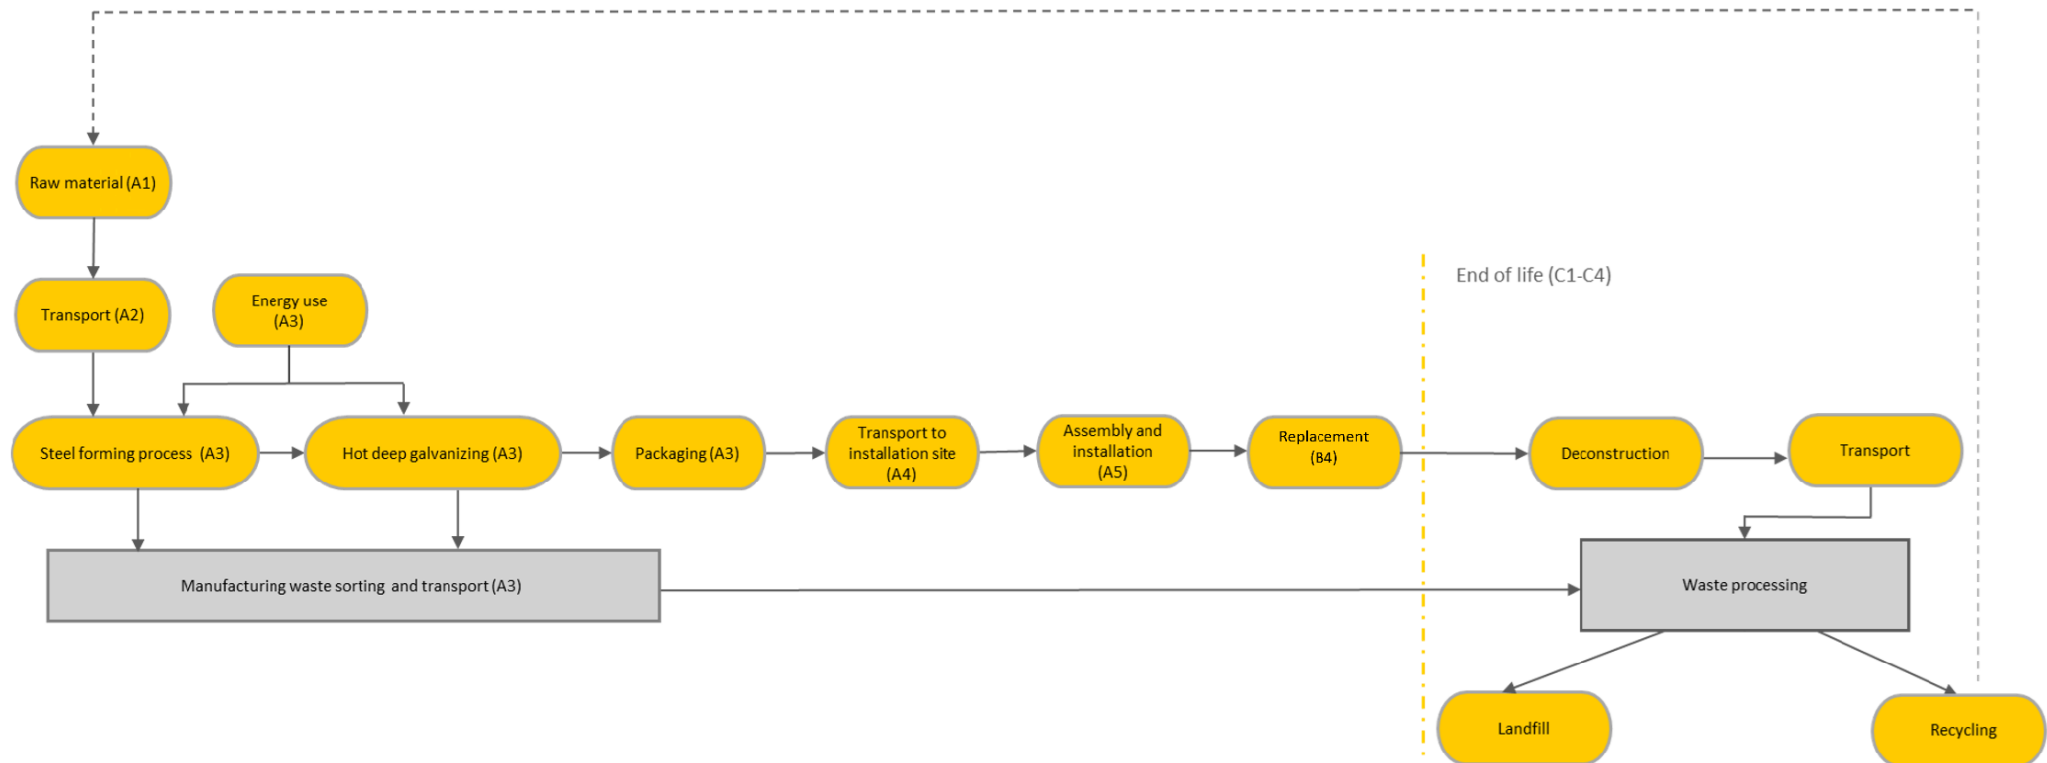 Raw material (A1)
End of life (C1-C4)
Transport (A2)
Energy use
(A3)
Steel forming process (A3)
Hot deep galvanizing (A3)
Packaging (A3)
Transport to
installation site
(A4)
Assembly and
installation
(A5)
Replacement
(B4)
Deconstruction
Transport
Manufacturing waste sorting and transport (A3)
Waste processing
Landfill
Recycling